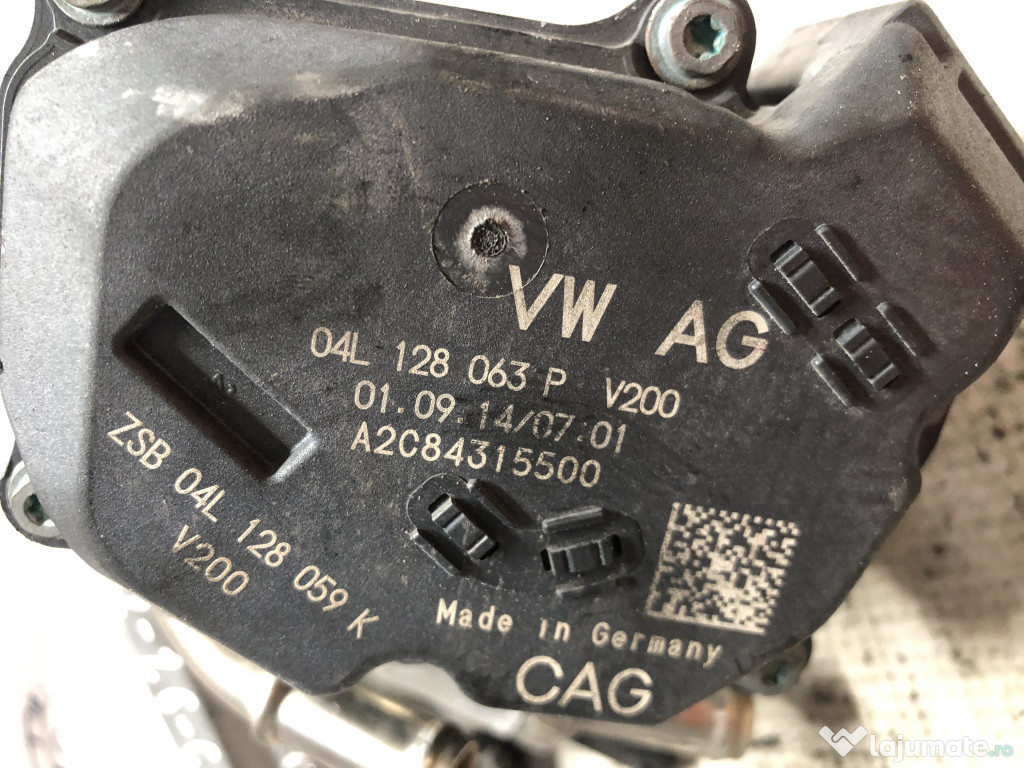 VW AG
04L 128 063 P V200
01.09.14/07:01
A2C84315500
ZSB 04L 128 059 K
V200
Made in Germany
CAG
lajumate.ro